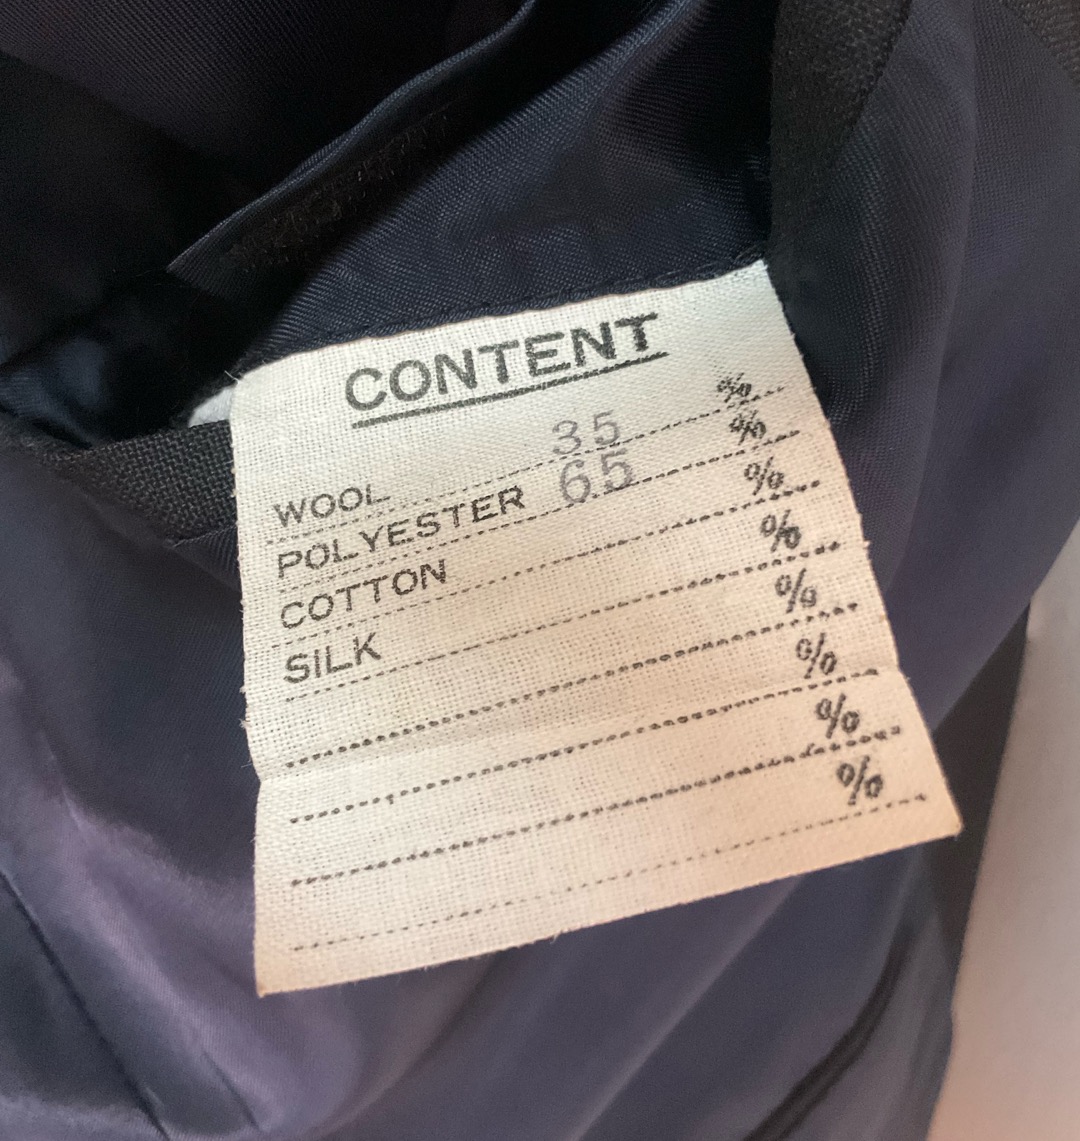 CONTENT
WOOL 35 %
POLYESTER 65 %
COTTON %
SILK %
%
%
%
%